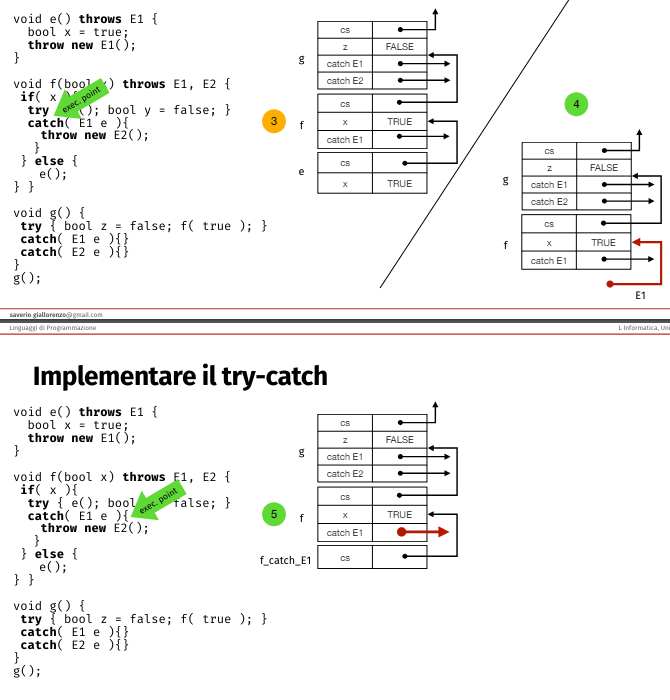 void e() throws E1 {
bool x = true;
throw new E1();
}
void f(bool x) throws E1, E2 {
if( x ){
try (); bool y = false; }
catch( E1 e ){
throw new E2();
}
} else {
e();
} }
void g() {
try { bool z = false; f( true ); }
catch( E1 e ){}
catch( E2 e ){}
}
g();
exec. point
3
g
cs
z FALSE
catch E1
catch E2
f
cs
x TRUE
catch E1
e
cs
x TRUE
4
g
cs
z FALSE
catch E1
catch E2
f
cs
x TRUE
catch E1
E1
saverio.giallorenzo@gmail.com
Linguaggi di Programmazione
L Informatica, Uni
Implementare il try-catch
void e() throws E1 {
bool x = true;
throw new E1();
}
void f(bool x) throws E1, E2 {
if( x ){
try { e(); bool = false; }
catch( E1 e ){
throw new E2();
}
} else {
e();
} }
void g() {
try { bool z = false; f( true ); }
catch( E1 e ){}
catch( E2 e ){}
}
g();
exec. point
5
g
cs
z FALSE
catch E1
catch E2
f
cs
x TRUE
catch E1
f_catch_E1
cs